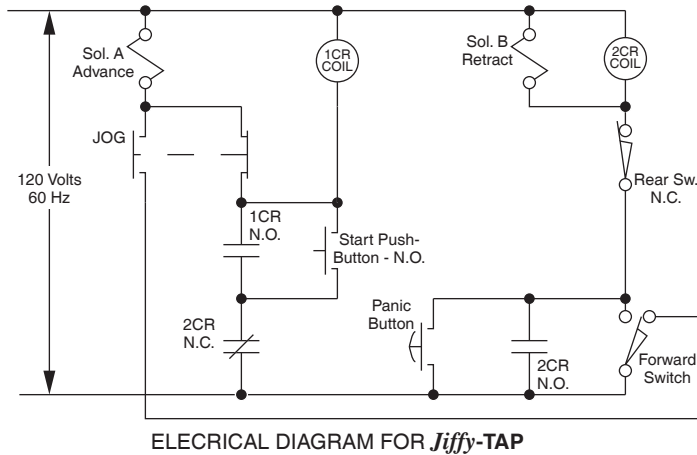 Sol. A
Advance
1CR
COIL
Sol. B
Retract
2CR
COIL
JOG
120 Volts
60 Hz
Rear Sw.
N.C.
1CR
N.O.
Start Push-
Button - N.O.
2CR
N.C.
Panic
Button
2CR
N.O.
Forward
Switch
ELECRICAL DIAGRAM FOR Jiffy-TAP